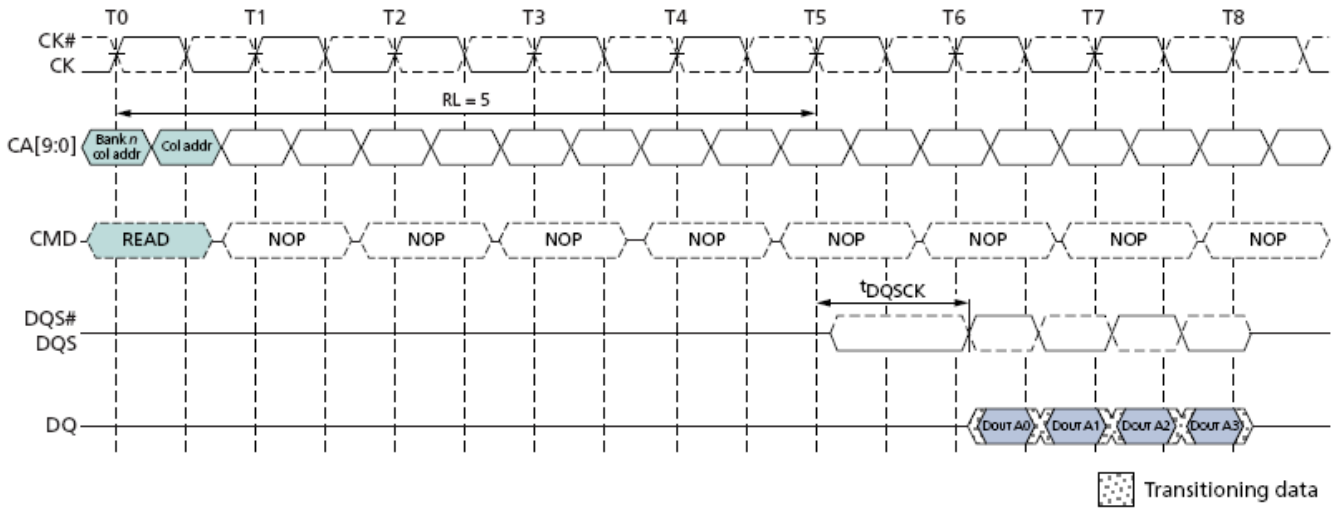 T0 T1 T2 T3 T4 T5 T6 T7 T8
CK#
CK
RL = 5
CA[9:0] Bank n
col addr Col addr
CMD READ NOP NOP NOP NOP NOP NOP NOP NOP
tDQSCK
DQS#
DQS
DQ DOUT A0 DOUT A1 DOUT A2 DOUT A3
Transitioning data